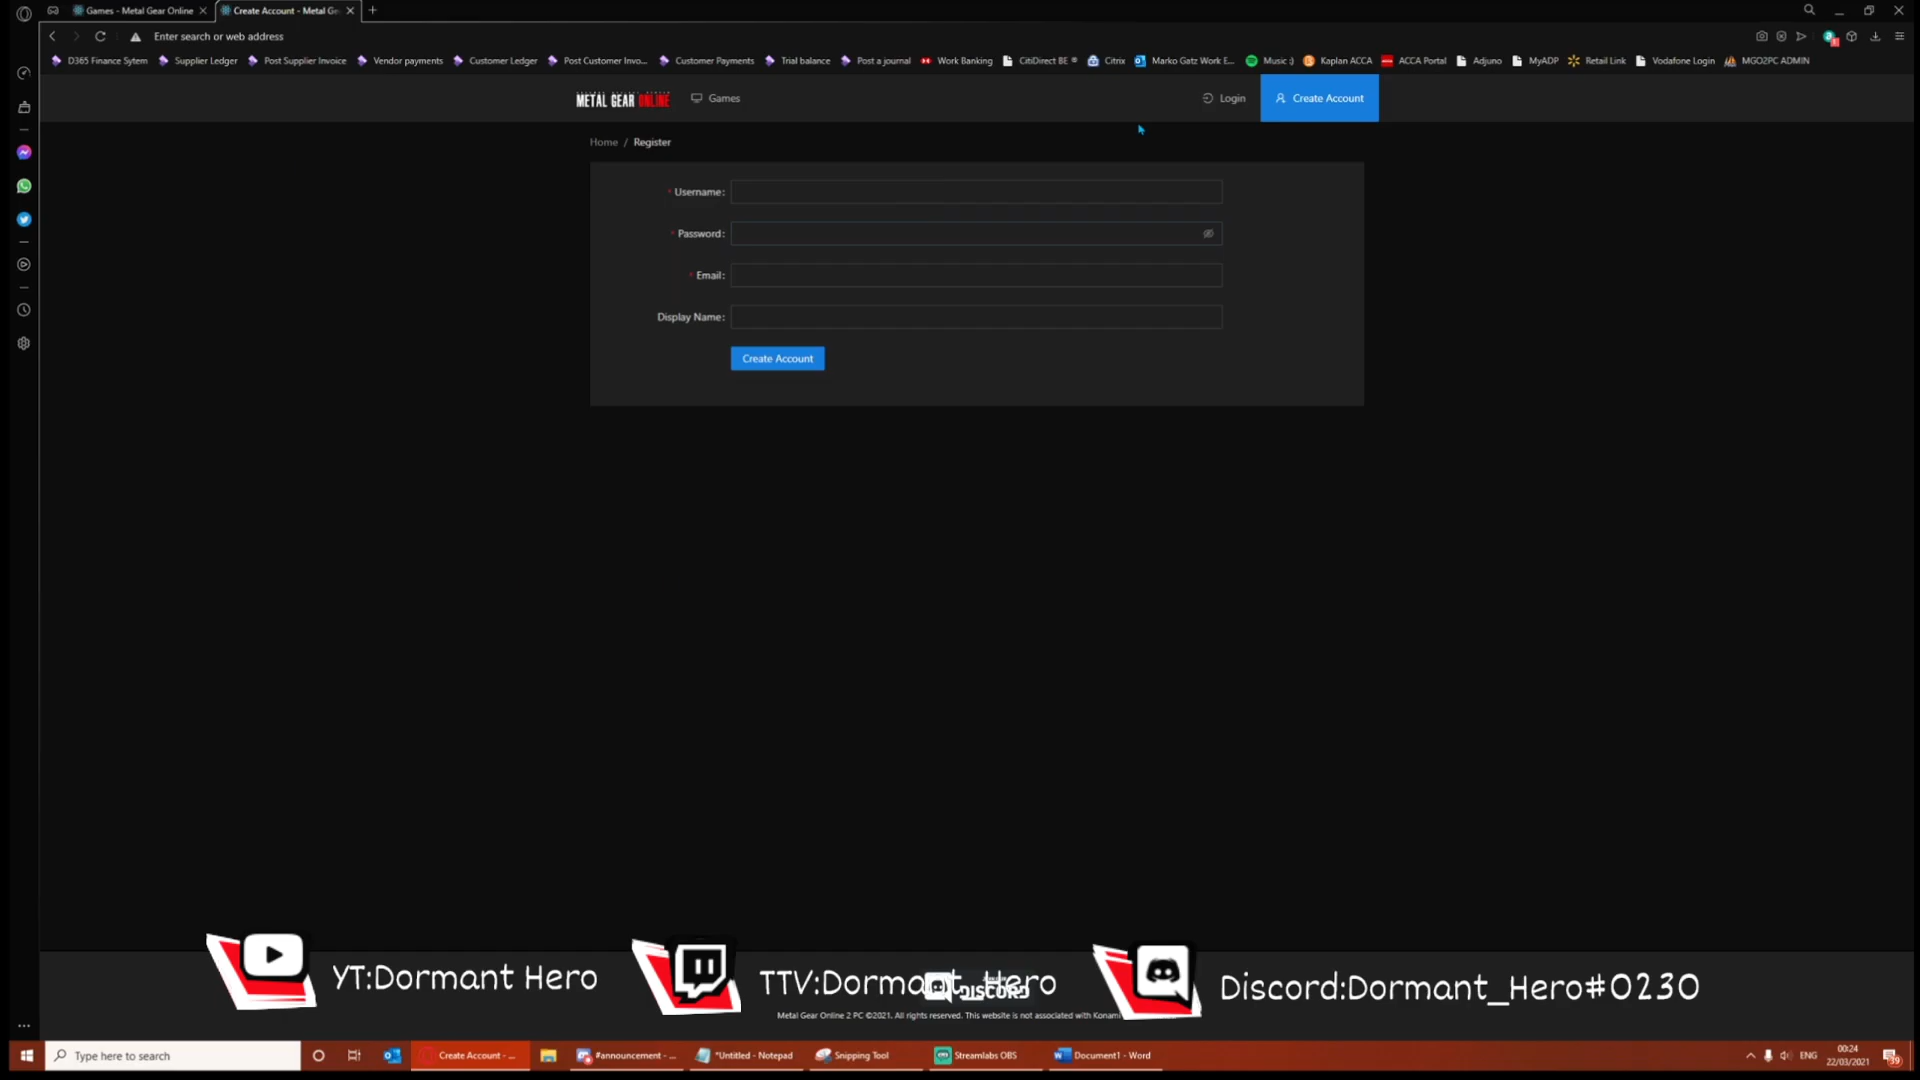 Games - Metal Gear Online
Create Account - Metal Ge
Enter search or web address
D365 Finance Sytem
Supplier Ledger
Post Supplier Invoice
Vendor payments
Customer Ledger
Post Customer Invo...
Customer Payments
Trial balance
Post a journal
Work Banking
CitiDirect BE ®
Citrix
Marko Gatz Work E...
Music :)
Kaplan ACCA
ACCA Portal
Adjuno
MyADP
Retail Link
Vodafone Login
MGO2PC ADMIN
METAL GEAR ONLINE
Games
Login
Create Account
Home / Register
* Username:
* Password:
* Email:
Display Name:
Create Account
YT:Dormant Hero
TTV:Dormant_Hero
DISCORD
Discord:Dormant_Hero#0230
Metal Gear Online 2 PC ©2021. All rights reserved. This website is not associated with Konami
Type here to search
Create Account - ...
#announcement - ...
*Untitled - Notepad
Snipping Tool
Streamlabs OBS
Document1 - Word
ENG
00:24
22/03/2021
39